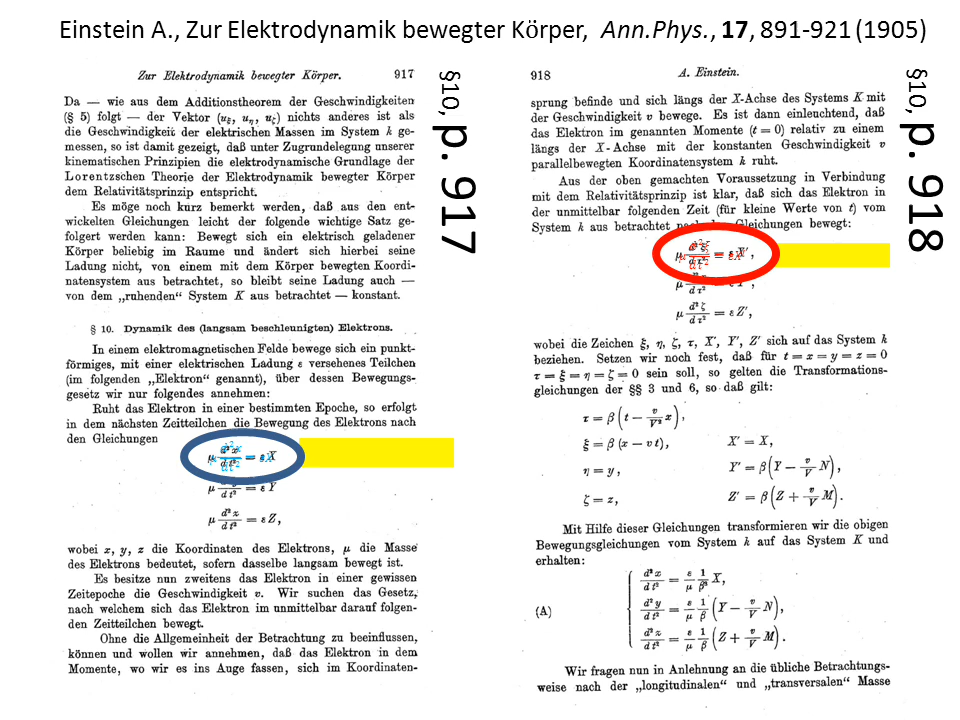 Einstein A., Zur Elektrodynamik bewegter Körper, Ann.Phys., 17, 891-921 (1905)
Zur Elektrodynamik bewegter Körper. 917
Da — wie aus dem Additionstheorem der Geschwindigkeiten
(§ 5) folgt — der Vektor (uξ, uη, uζ) nichts anderes ist als
die Geschwindigkeit der elektrischen Massen im System k ge-
messen, so ist damit gezeigt, daß unter Zugrundelegung unserer
kinematischen Prinzipien die elektrodynamische Grundlage der
Lorentzschen Theorie der Elektrodynamik bewegter Körper
dem Relativitätsprinzip entspricht.
Es möge noch kurz bemerkt werden, daß aus den ent-
wickelten Gleichungen leicht der folgende wichtige Satz ge-
folgert werden kann: Bewegt sich ein elektrisch geladener
Körper beliebig im Raume und ändert sich hierbei seine
Ladung nicht, von einem mit dem Körper bewegten Koordi-
natensystem aus betrachtet, so bleibt seine Ladung auch —
von dem „ruhenden“ System K aus betrachtet — konstant.
§ 10. Dynamik des (langsam beschleunigten) Elektrons.
In einem elektromagnetischen Felde bewege sich ein punkt-
förmiges, mit einer elektrischen Ladung ε versehenes Teilchen
(im folgenden „Elektron“ genannt), über dessen Bewegungs-
gesetz wir nur folgendes annehmen:
Ruht das Elektron in einer bestimmten Epoche, so erfolgt
in dem nächsten Zeitteilchen die Bewegung des Elektrons nach
den Gleichungen
μ d²x/dt² = ε X
μ /dt² = ε Y
μ d²z/dt² = ε Z,
wobei x, y, z die Koordinaten des Elektrons, μ die Masse
des Elektrons bedeutet, sofern dasselbe langsam bewegt ist.
Es besitze nun zweitens das Elektron in einer gewissen
Zeitepoche die Geschwindigkeit v. Wir suchen das Gesetz,
nach welchem sich das Elektron im unmittelbar darauf folgen-
den Zeitteilchen bewegt.
Ohne die Allgemeinheit der Betrachtung zu beeinflussen,
können und wollen wir annehmen, daß das Elektron in dem
Momente, wo wir es ins Auge fassen, sich im Koordinaten-
§10, p. 917
918 A. Einstein.
sprung befinde und sich längs der X-Achse des Systems K mit
der Geschwindigkeit v bewege. Es ist dann einleuchtend, daß
das Elektron im genannten Momente (t = 0) relativ zu einem
längs der X-Achse mit der konstanten Geschwindigkeit v
parallelbewegten Koordinatensystem k ruht.
Aus der oben gemachten Voraussetzung in Verbindung
mit dem Relativitätsprinzip ist klar, daß sich das Elektron in
der unmittelbar folgenden Zeit (für kleine Werte von t) vom
System k aus betrachtet Gleichungen bewegt:
μ d²ξ/dτ² = ε X′,
μ /dτ² = ε Y′,
μ d²ζ/dτ² = ε Z′,
wobei die Zeichen ξ, η, ζ, τ, X′, Y′, Z′ sich auf das System k
beziehen. Setzen wir noch fest, daß für t = x = y = z = 0
τ = ξ = η = ζ = 0 sein soll, so gelten die Transformations-
gleichungen der §§ 3 und 6, so daß gilt:
τ = β (t − v/V² x),
ξ = β (x − vt), X′ = X,
η = y, Y′ = β (Y − v/V N),
ζ = z, Z′ = β (Z + v/V M).
Mit Hilfe dieser Gleichungen transformieren wir die obigen
Bewegungsgleichungen vom System k auf das System K und
erhalten:
d²x/dt² = ε/μ 1/β³ X,
(A) d²y/dt² = ε/μ 1/β (Y − v/V N),
d²z/dt² = ε/μ 1/β (Z + v/V M).
Wir fragen nun in Anlehnung an die übliche Betrachtungs-
weise nach der „longitudinalen“ und „transversalen“ Masse
§10, p. 918